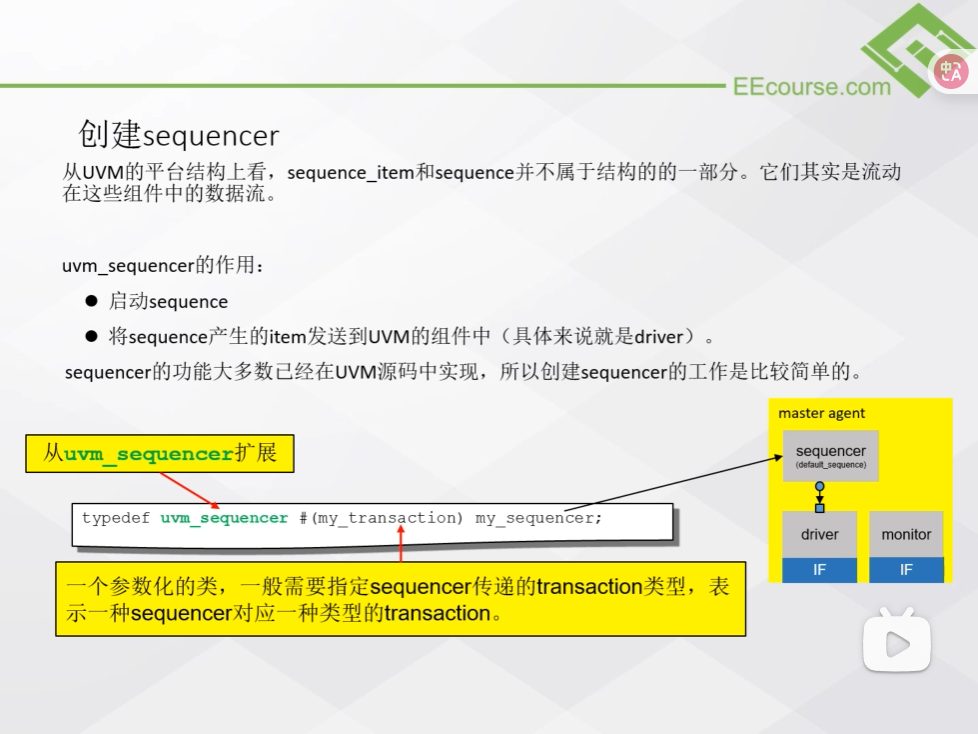 EEcourse.com
中
A
创建sequencer
从UVM的平台结构上看，sequence_item和sequence并不属于结构的的一部分。它们其实是流动
在这些组件中的数据流。
uvm_sequencer的作用：
● 启动sequence
● 将sequence产生的item发送到UVM的组件中（具体来说就是driver）。
sequencer的功能大多数已经在UVM源码中实现，所以创建sequencer的工作是比较简单的。
从uvm_sequencer扩展
typedef uvm_sequencer #(my_transaction) my_sequencer;
一个参数化的类，一般需要指定sequencer传递的transaction类型，表
示一种sequencer对应一种类型的transaction。
master agent
sequencer
(default_sequence)
driver
monitor
IF
IF